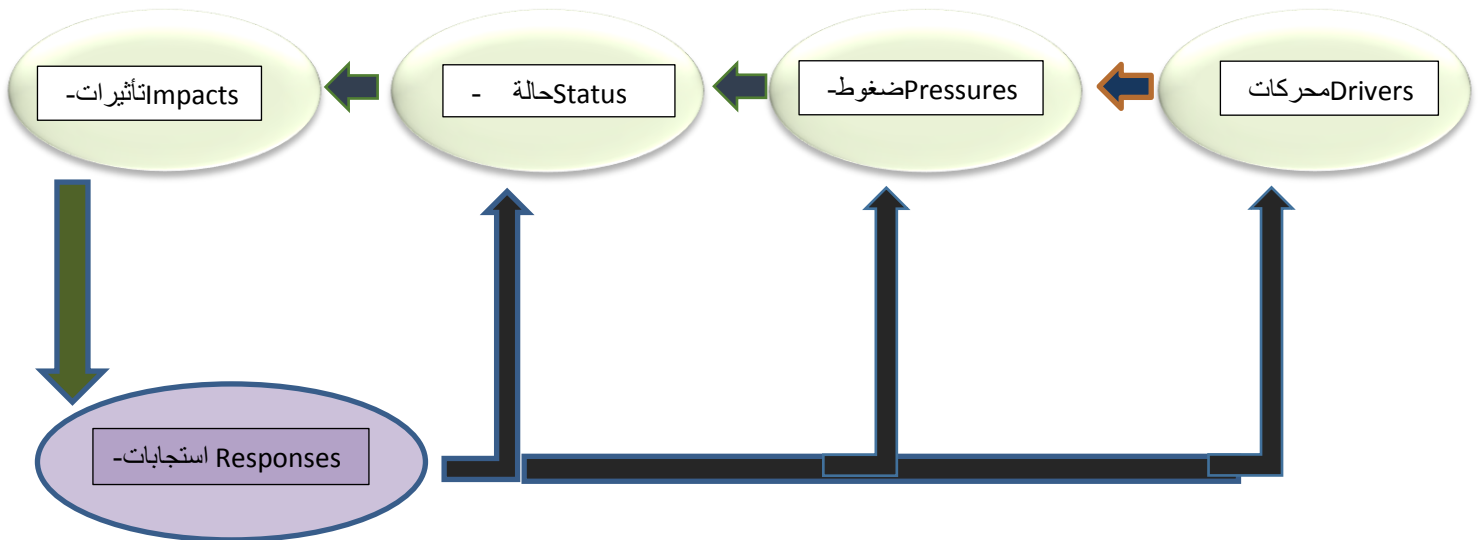 Driversمحركات
Pressuresضغوط-
Statusحالة -
Impactsتأثيرات-
Responses استجابات-